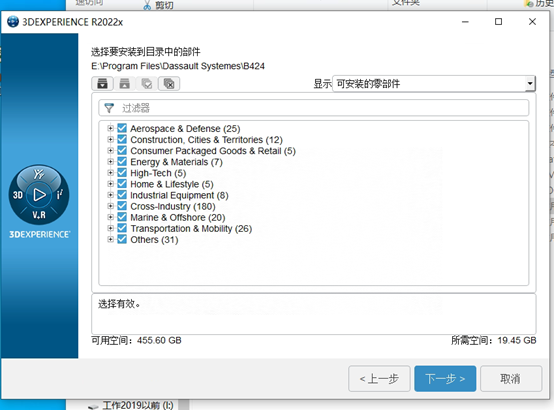 剪切
文件夹
历史
3DEXPERIENCE R2022x
选择要安装到目录中的部件
E:\Program Files\Dassault Systemes\B424
显示 可安装的零部件
过滤器
Aerospace & Defense (25)
Construction, Cities & Territories (12)
Consumer Packaged Goods & Retail (5)
Energy & Materials (7)
High-Tech (5)
Home & Lifestyle (5)
Industrial Equipment (8)
Cross-Industry (180)
Marine & Offshore (20)
Transportation & Mobility (26)
Others (31)
3D
V.R
3DEXPERIENCE
选择有效。
可用空间：455.60 GB
所需空间：19.45 GB
< 上一步
下一步 >
取消
工作2019以前 (I:)